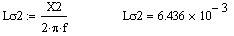 Lσ2 := X2 / (2·π·f)    Lσ2 = 6.436 × 10⁻³